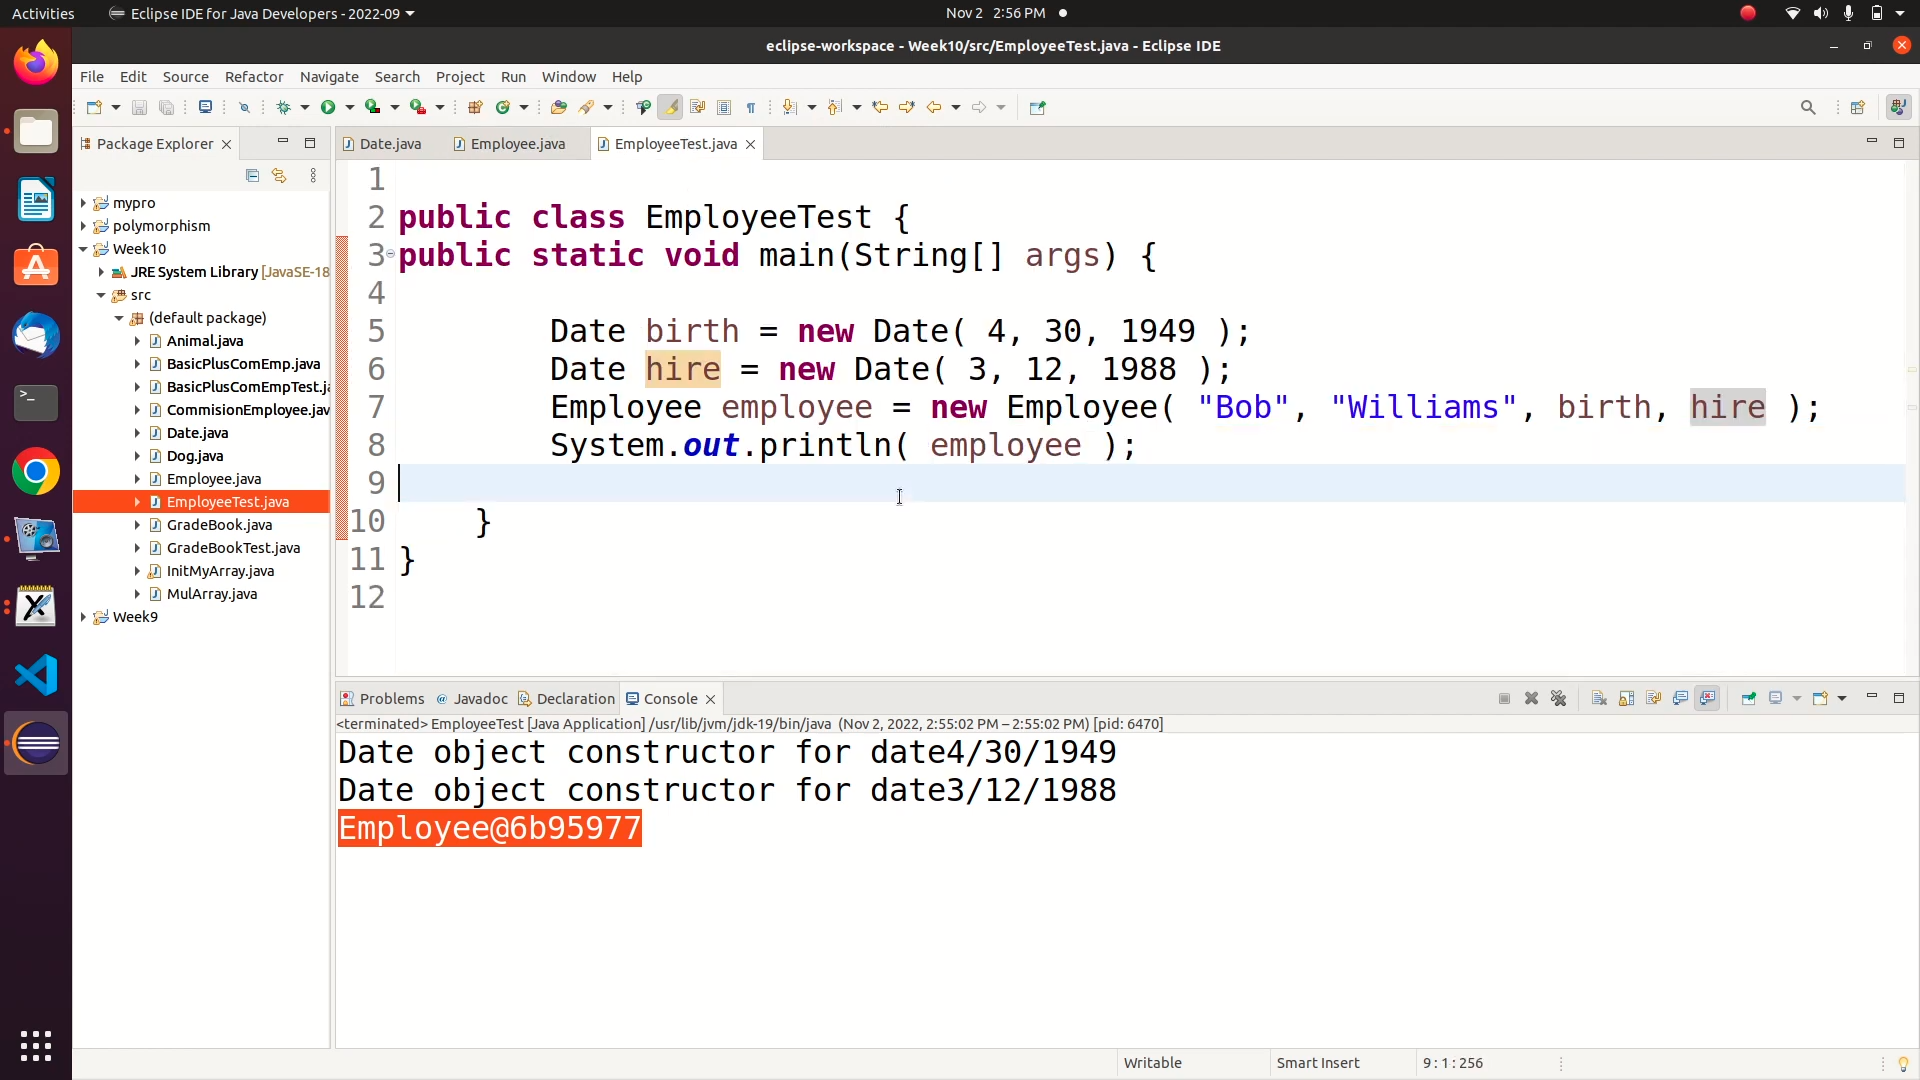 Activities Eclipse IDE for Java Developers - 2022-09 Nov 2 2:56 PM
eclipse-workspace - Week10/src/EmployeeTest.java - Eclipse IDE
File Edit Source Refactor Navigate Search Project Run Window Help
Package Explorer
Date.java Employee.java EmployeeTest.java
mypro
polymorphism
Week10
JRE System Library [JavaSE-18
src
(default package)
Animal.java
BasicPlusComEmp.java
BasicPlusComEmpTest.ja
CommisionEmployee.jav
Date.java
Dog.java
Employee.java
EmployeeTest.java
GradeBook.java
GradeBookTest.java
InitMyArray.java
MulArray.java
Week9
1
2 public class EmployeeTest {
3 public static void main(String[] args) {
4
5 Date birth = new Date( 4, 30, 1949 );
6 Date hire = new Date( 3, 12, 1988 );
7 Employee employee = new Employee( "Bob", "Williams", birth, hire );
8 System.out.println( employee );
9
10 }
11 }
12
Problems Javadoc Declaration Console
<terminated> EmployeeTest [Java Application] /usr/lib/jvm/jdk-19/bin/java (Nov 2, 2022, 2:55:02 PM – 2:55:02 PM) [pid: 6470]
Date object constructor for date4/30/1949
Date object constructor for date3/12/1988
Employee@6b95977
Writable Smart Insert 9 : 1 : 256